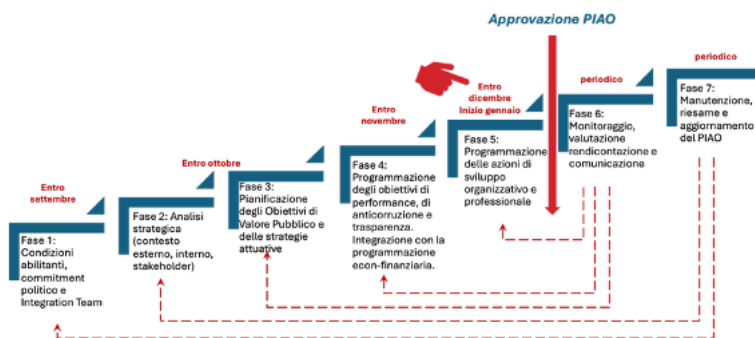 Approvazione PIAO
Entro
settembre
Fase 1:
Condizioni
abilitanti,
commitment
politico e
Integration Team
Entro ottobre
Fase 2: Analisi
strategica
(contesto
esterno, interno,
stakeholder)
Fase 3:
Pianificazione
degli Obiettivi di
Valore Pubblico e
delle strategie
attuative
Entro
novembre
Fase 4:
Programmazione
degli obiettivi di
performance, di
anticorruzione e
trasparenza.
Integrazione con la
programmazione
econ-finanziaria.
Entro
dicembre
Inizio gennaio
Fase 5:
Programmazione
delle azioni di
sviluppo
organizzativo e
professionale
periodico
Fase 6:
Monitoraggio,
valutazione
rendicontazione e
comunicazione
periodico
Fase 7:
Manutenzione,
riesame e
aggiornamento
del PIAO